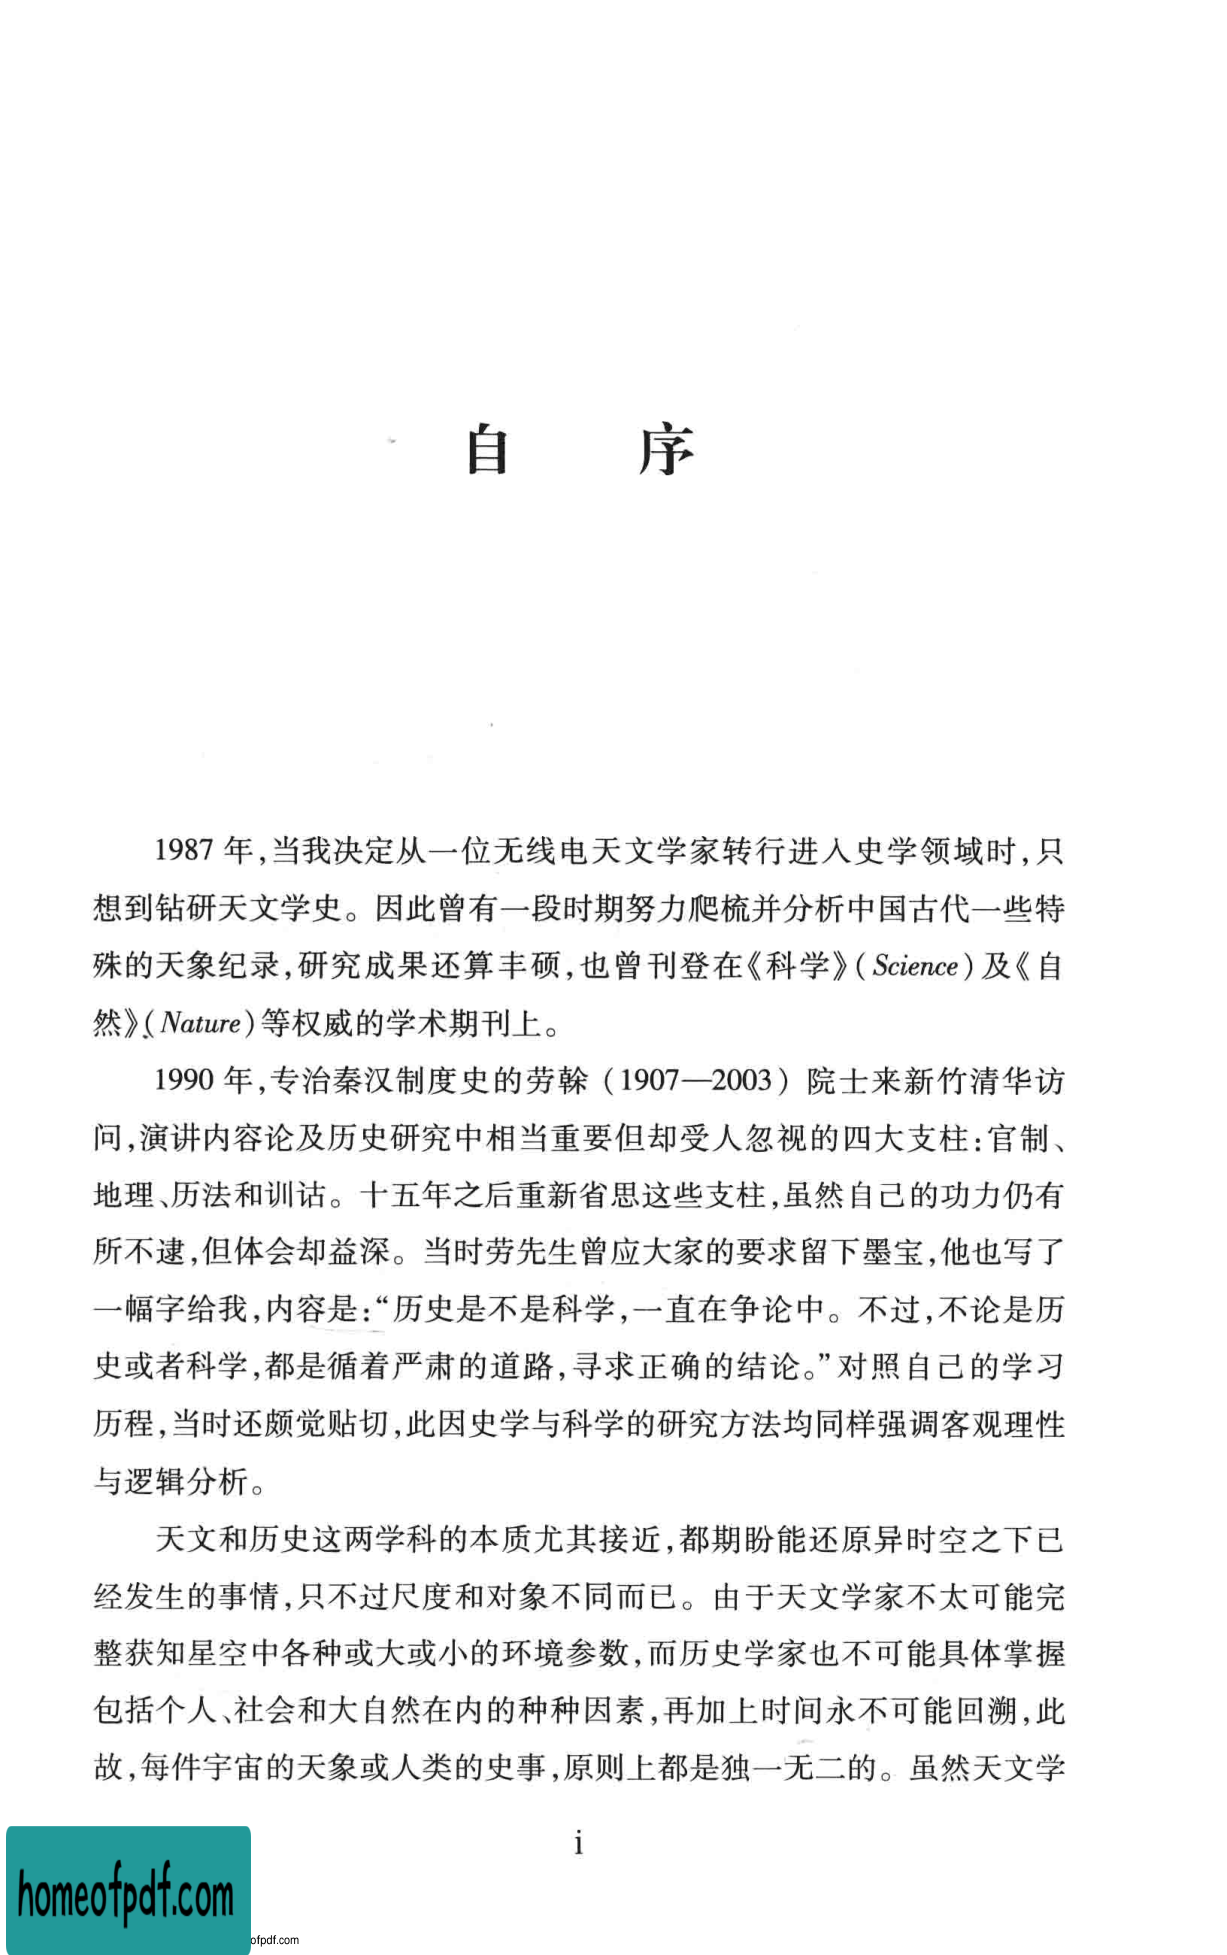 自 序
1987 年,当我决定从一位无线电天文学家转行进入史学领域时,只
想到钻研天文学史。因此曾有一段时期努力爬梳并分析中国古代一些特
殊的天象纪录,研究成果还算丰硕,也曾刊登在《科学》(Science)及《自
然》(Nature)等权威的学术期刊上。
1990 年,专治秦汉制度史的劳榦 (1907—2003) 院士来新竹清华访
问,演讲内容论及历史研究中相当重要但却受人忽视的四大支柱:官制、
地理、历法和训诂。十五年之后重新省思这些支柱,虽然自己的功力仍有
所不逮,但体会却益深。当时劳先生曾应大家的要求留下墨宝,他也写了
一幅字给我,内容是:“历史是不是科学,一直在争论中。不过,不论是历
史或者科学,都是循着严肃的道路,寻求正确的结论。”对照自己的学习
历程,当时还颇觉贴切,此因史学与科学的研究方法均同样强调客观理性
与逻辑分析。
天文和历史这两学科的本质尤其接近,都期盼能还原异时空之下已
经发生的事情,只不过尺度和对象不同而已。由于天文学家不太可能完
整获知星空中各种或大或小的环境参数,而历史学家也不可能具体掌握
包括个人、社会和大自然在内的种种因素,再加上时间永不可能回溯,此
故,每件宇宙的天象或人类的史事,原则上都是独一无二的。虽然天文学
i
homeofpdf.com
ofpdf.com